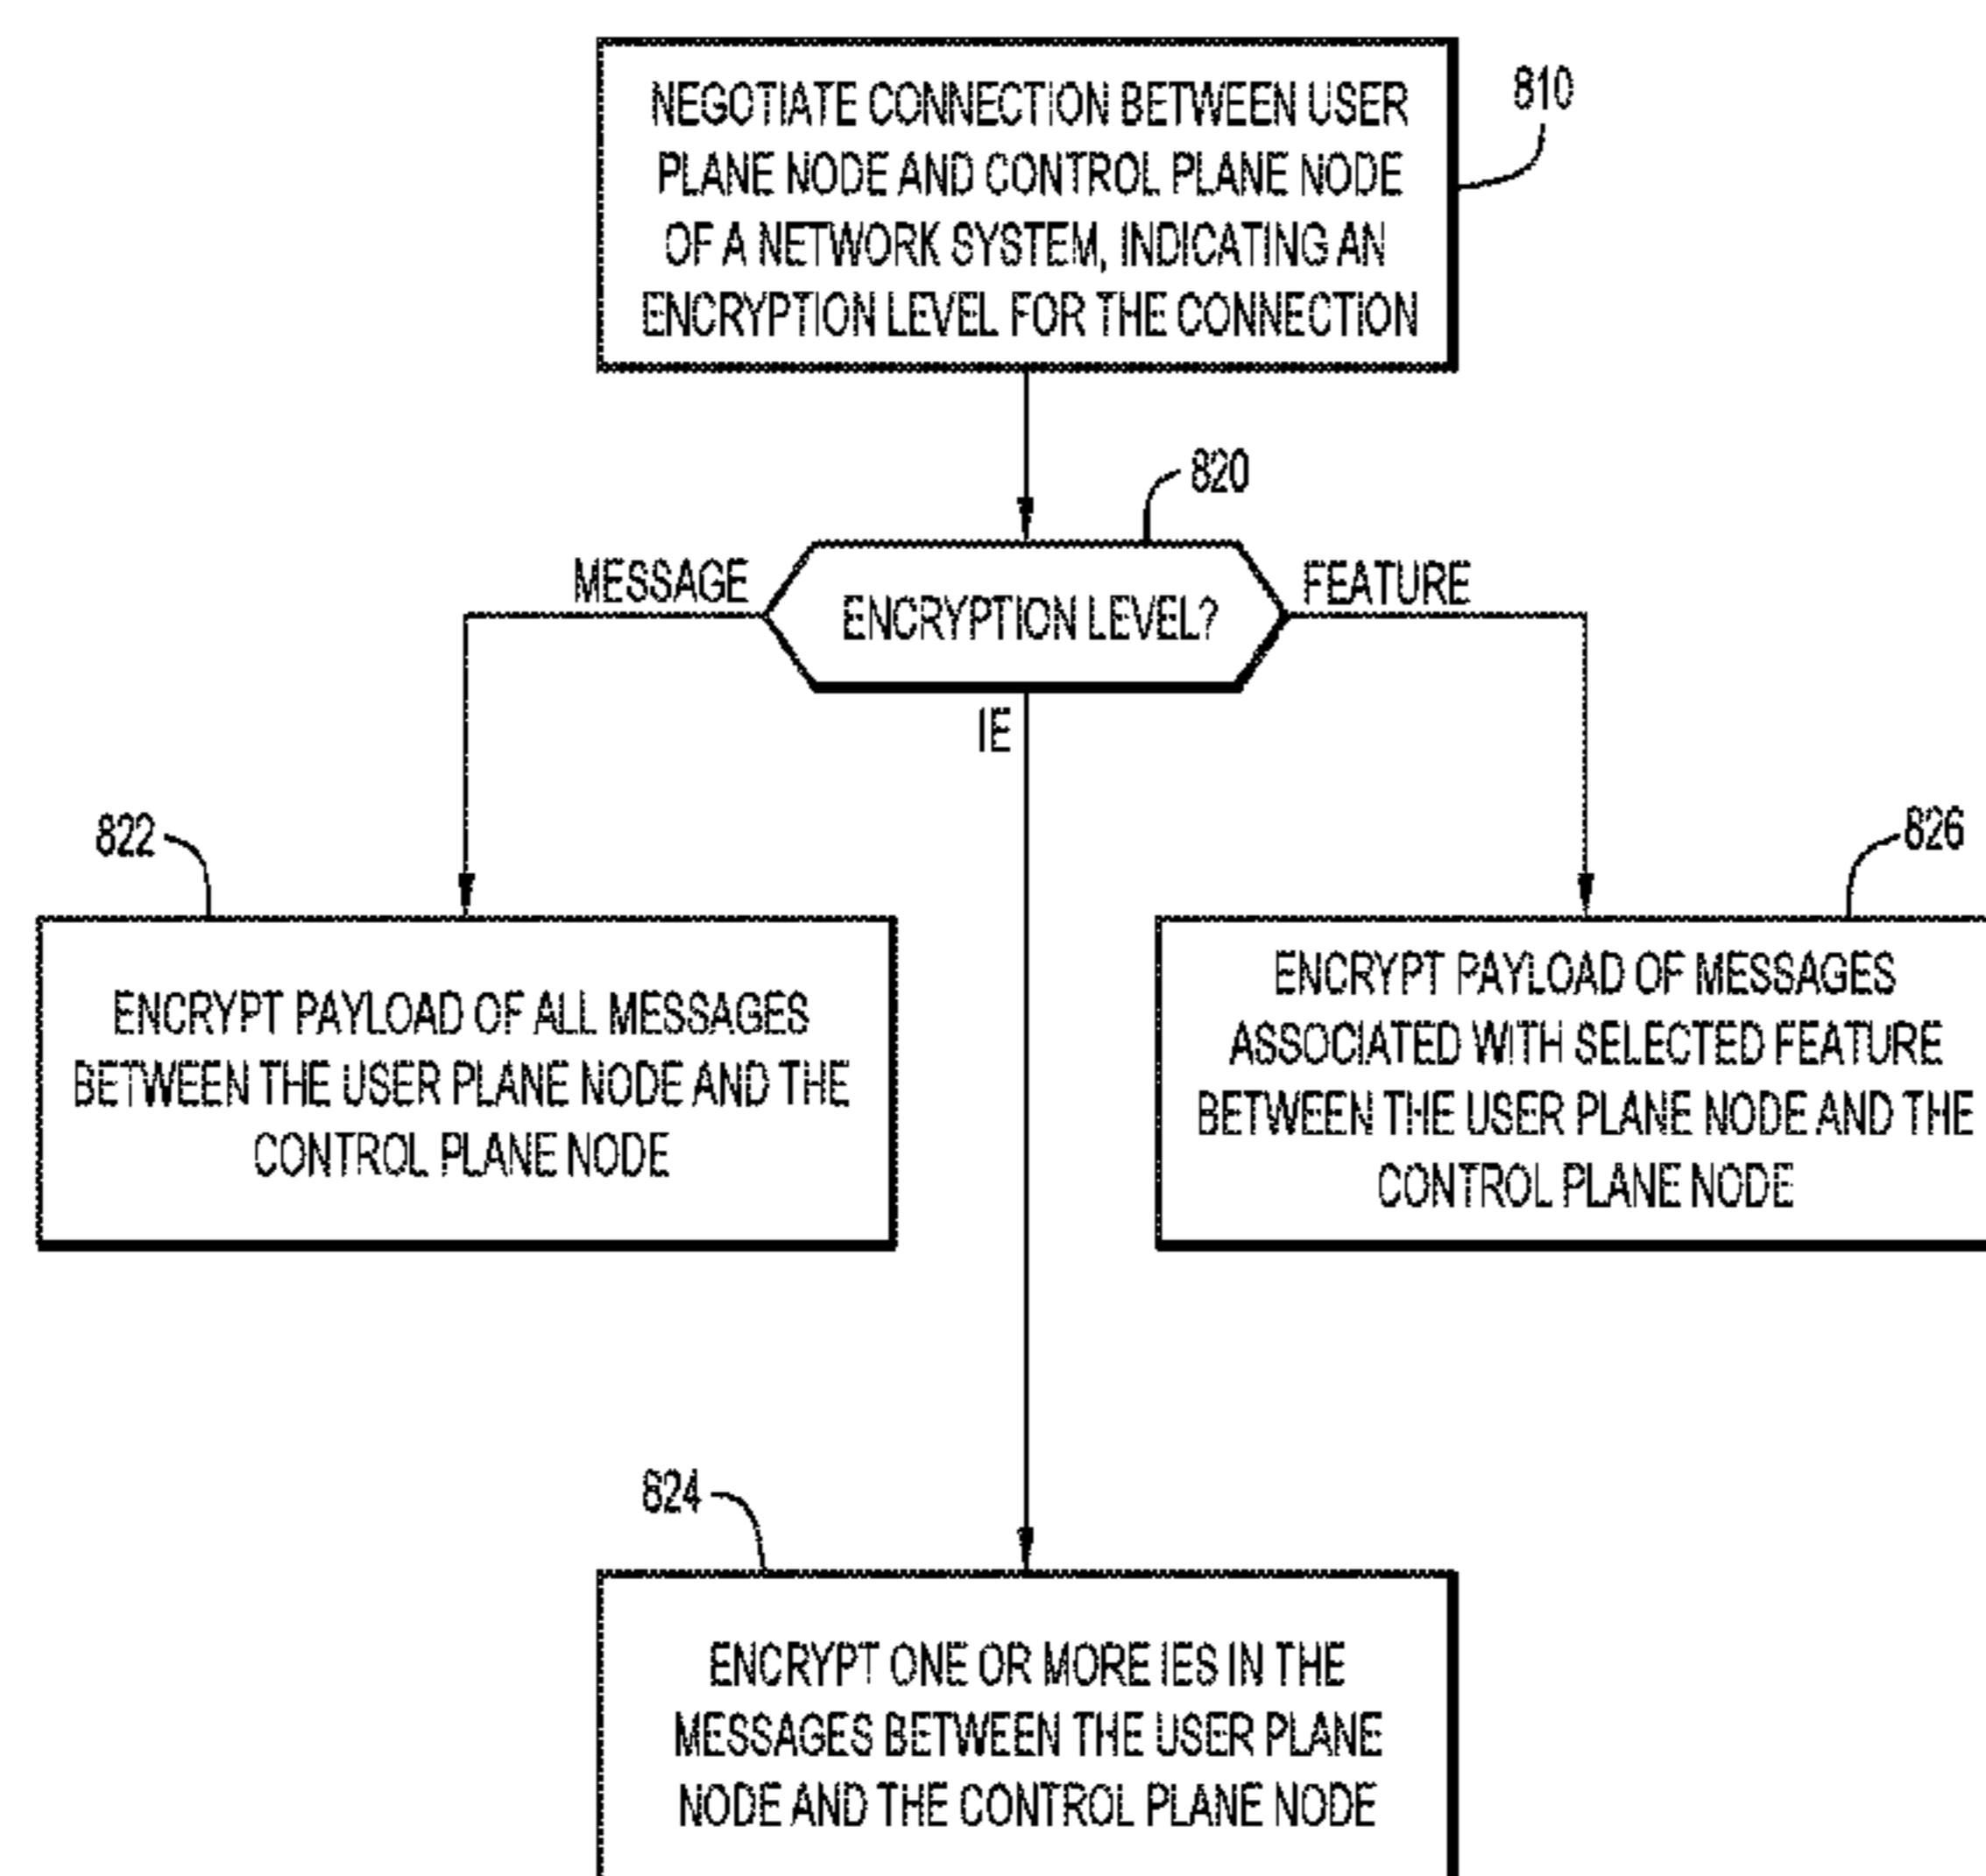 NEGOTIATE CONNECTION BETWEEN USER
PLANE NODE AND CONTROL PLANE NODE
OF A NETWORK SYSTEM, INDICATING AN
ENCRYPTION LEVEL FOR THE CONNECTION
810
820
MESSAGE
ENCRYPTION LEVEL?
FEATURE
IE
822
826
ENCRYPT PAYLOAD OF ALL MESSAGES
BETWEEN THE USER PLANE NODE AND THE
CONTROL PLANE NODE
ENCRYPT PAYLOAD OF MESSAGES
ASSOCIATED WITH SELECTED FEATURE
BETWEEN THE USER PLANE NODE AND THE
CONTROL PLANE NODE
824
ENCRYPT ONE OR MORE IES IN THE
MESSAGES BETWEEN THE USER PLANE
NODE AND THE CONTROL PLANE NODE